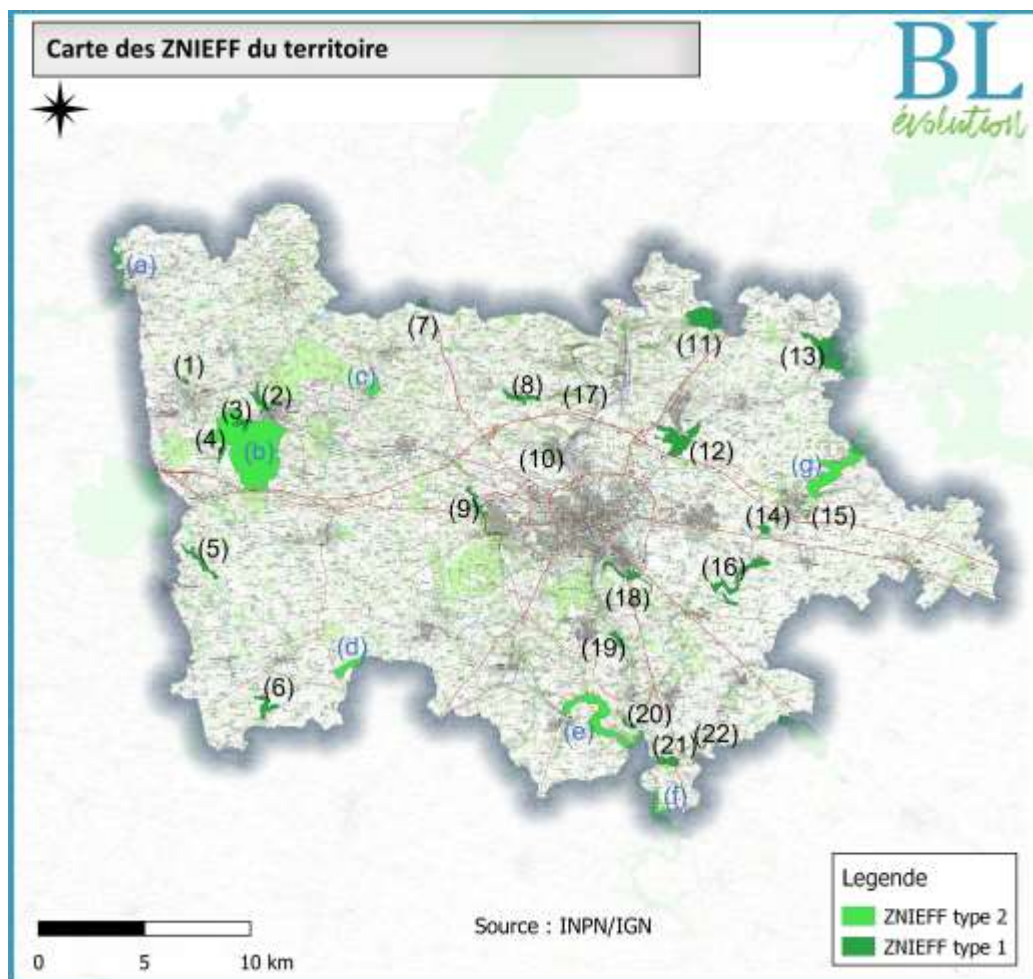 Carte des ZNIEFF du territoire
BL
évolution
(a)
(7)
(11)
(13)
(1)
(c)
(2)
(8)
(17)
(3)
(4)
(b)
(10)
(12)
(g)
(9)
(14)
(15)
(5)
(16)
(18)
(d)
(19)
(6)
(20)
(e)
(21)
(22)
(f)
Legende
ZNIEFF type 2
ZNIEFF type 1
Source : INPN/IGN
0 5 10 km